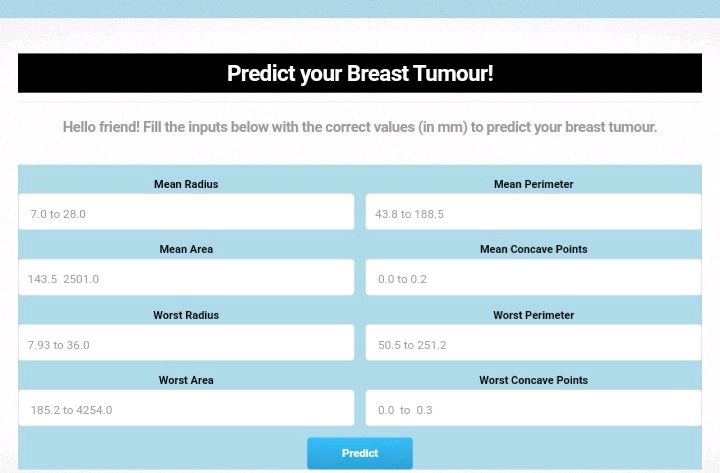 Predict your Breast Tumour!
Hello friend! Fill the inputs below with the correct values (in mm) to predict your breast tumour.
Mean Radius
Mean Perimeter
7.0 to 28.0
43.8 to 188.5
Mean Area
Mean Concave Points
143.5  2501.0
0.0 to 0.2
Worst Radius
Worst Perimeter
7.93 to 36.0
50.5 to 251.2
Worst Area
Worst Concave Points
185.2 to 4254.0
0.0  to  0.3
Predict